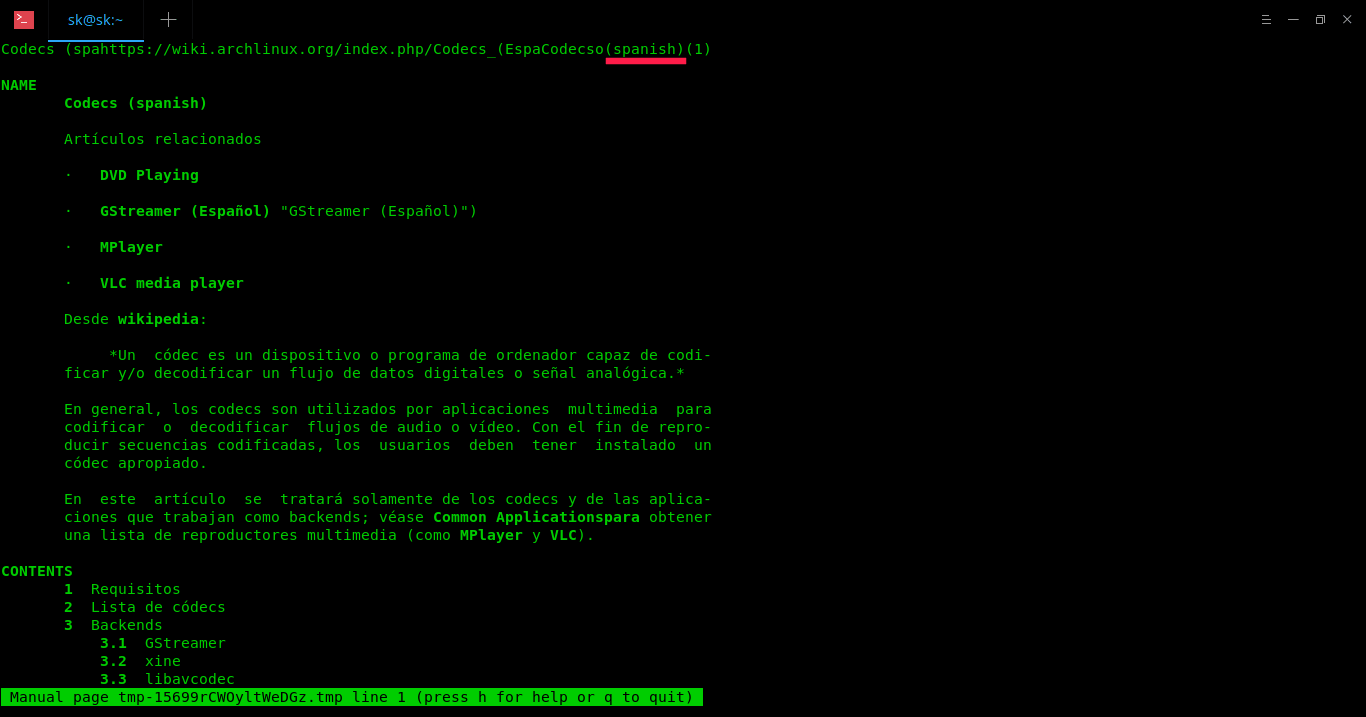 sk@sk:~
Codecs (spahttps://wiki.archlinux.org/index.php/Codecs_(EspaCodecso(spanish)(1)
NAME
Codecs (spanish)
Artículos relacionados
· DVD Playing
· GStreamer (Español) "GStreamer (Español)")
· MPlayer
· VLC media player
Desde wikipedia:
*Un códec es un dispositivo o programa de ordenador capaz de codi-
ficar y/o decodificar un flujo de datos digitales o señal analógica.*
En general, los codecs son utilizados por aplicaciones multimedia para
codificar o decodificar flujos de audio o vídeo. Con el fin de repro-
ducir secuencias codificadas, los usuarios deben tener instalado un
códec apropiado.
En este artículo se tratará solamente de los codecs y de las aplica-
ciones que trabajan como backends; véase Common Applicationspara obtener
una lista de reproductores multimedia (como MPlayer y VLC).
CONTENTS
1 Requisitos
2 Lista de códecs
3 Backends
3.1 GStreamer
3.2 xine
3.3 libavcodec
Manual page tmp-15699rCWOyltWeDGz.tmp line 1 (press h for help or q to quit)